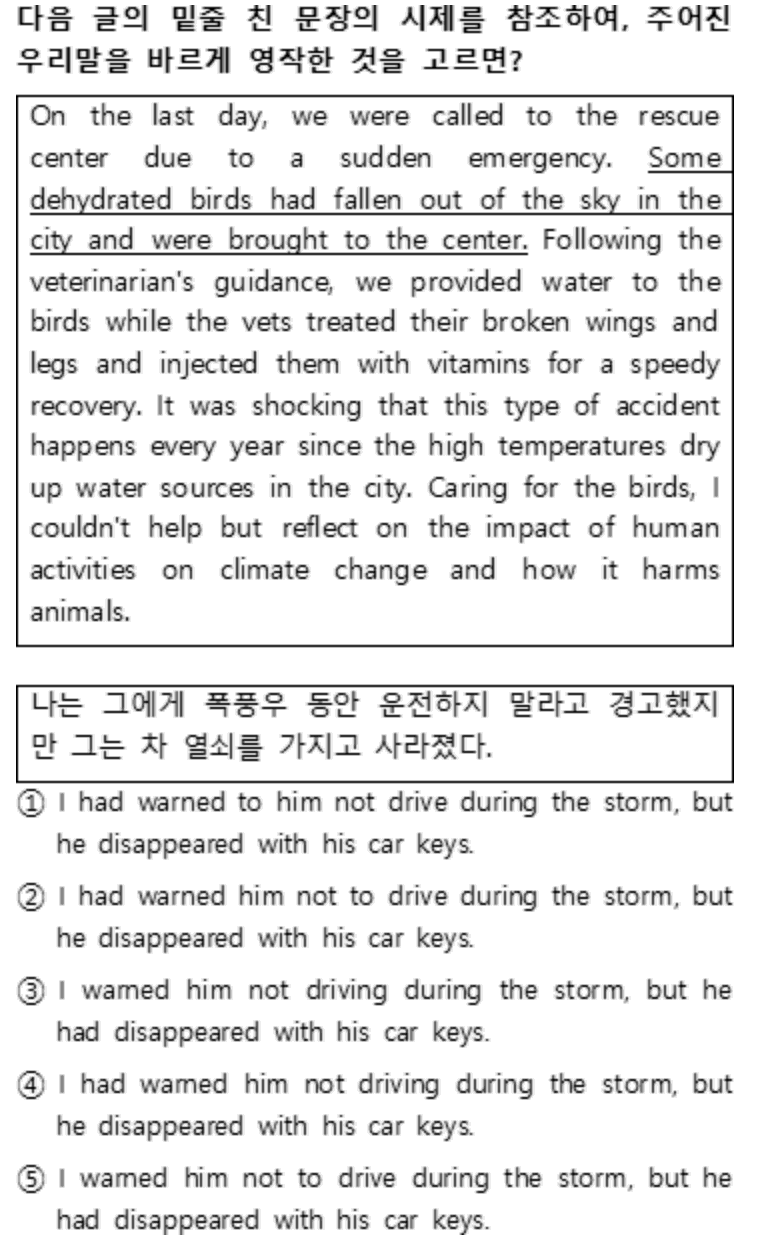 다음 글의 밑줄 친 문장의 시제를 참조하여, 주어진
우리말을 바르게 영작한 것을 고르면?
On the last day, we were called to the rescue
center due to a sudden emergency. Some
dehydrated birds had fallen out of the sky in the
city and were brought to the center. Following the
veterinarian's guidance, we provided water to the
birds while the vets treated their broken wings and
legs and injected them with vitamins for a speedy
recovery. It was shocking that this type of accident
happens every year since the high temperatures dry
up water sources in the city. Caring for the birds, I
couldn't help but reflect on the impact of human
activities on climate change and how it harms
animals.
나는 그에게 폭풍우 동안 운전하지 말라고 경고했지
만 그는 차 열쇠를 가지고 사라졌다.
① I had warned to him not drive during the storm, but
he disappeared with his car keys.
② I had warned him not to drive during the storm, but
he disappeared with his car keys.
③ I warned him not driving during the storm, but he
had disappeared with his car keys.
④ I had warned him not driving during the storm, but
he disappeared with his car keys.
⑤ I warned him not to drive during the storm, but he
had disappeared with his car keys.